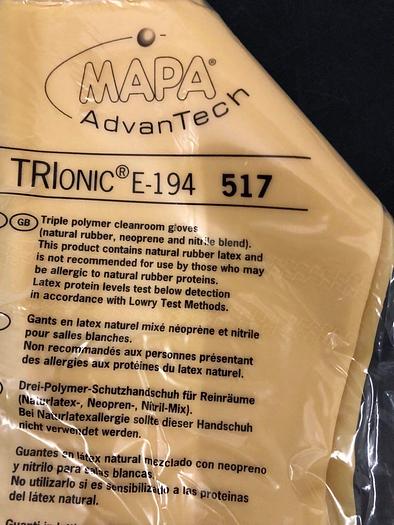 MAPA®
AdvanTech
TRIONIC® E-194 517
GB Triple polymer cleanroom gloves
(natural rubber, neoprene and nitrile blend).
This product contains natural rubber latex and
is not recommended for use by those who may
be allergic to natural rubber proteins.
Latex protein levels test below detection
in accordance with Lowry Test Methods.
Gants en latex naturel mixé néoprène et nitrile
pour salles blanches.
Non recommandés aux personnes présentant
des allergies aux protéines du latex naturel.
Drei-Polymer-Schutzhandschuh für Reinräume
(Naturlatex-, Neopren-, Nitril-Mix).
Bei Naturlatexallergie sollte dieser Handschuh
nicht verwendet werden.
Guantes en látex natural mezclado con neopreno
y nitrilo para salas blancas.
No utilizarlo si es sensibilizado a las proteinas
del látex natural.
Guanti in